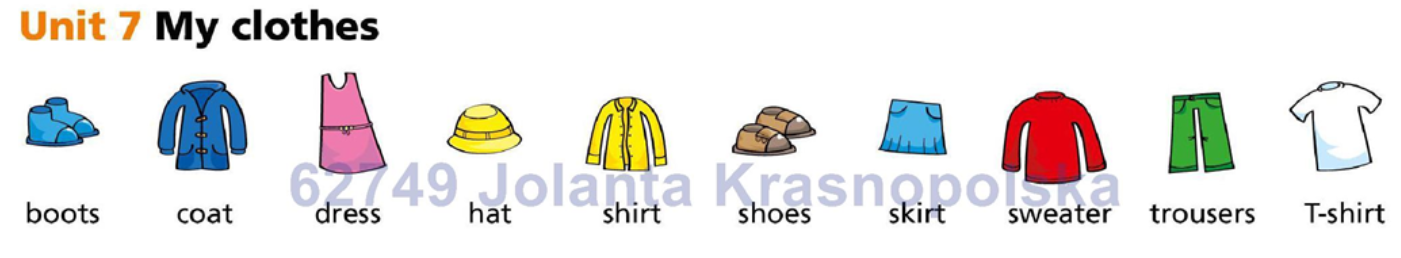 Unit 7 My clothes
62749 Jolanta Krasnopolska
boots coat dress hat shirt shoes skirt sweater trousers T-shirt